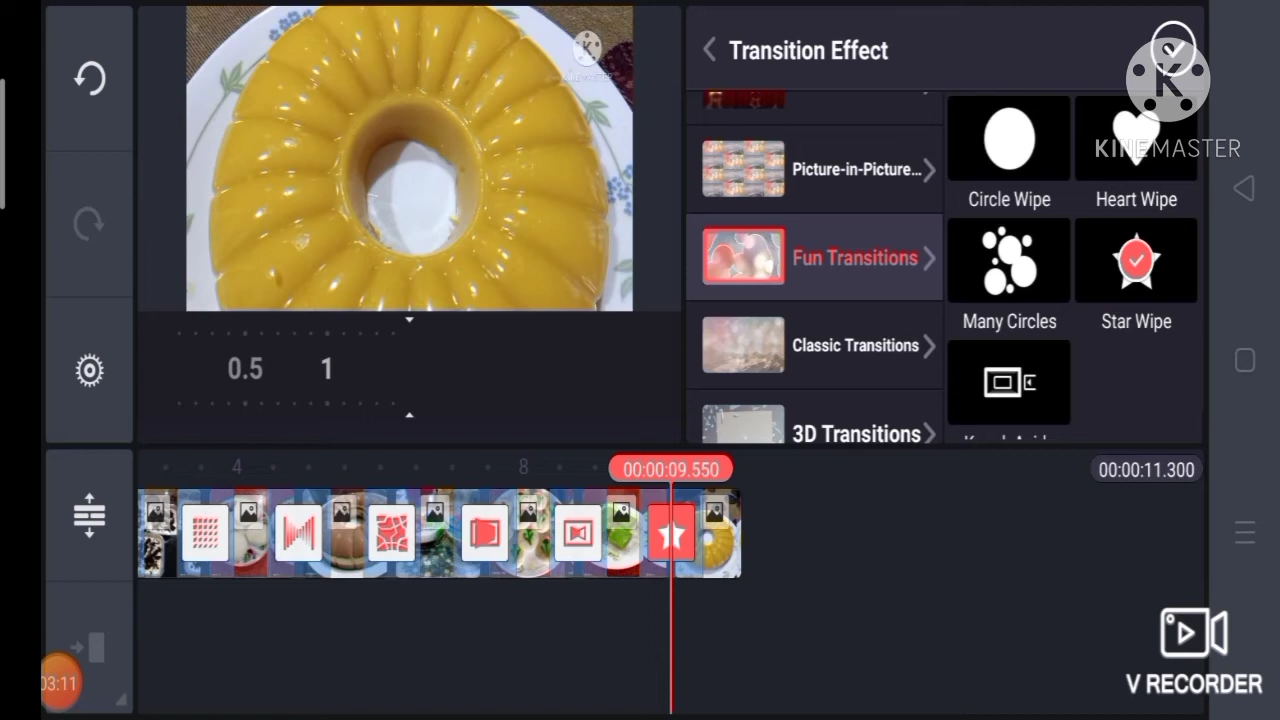 Transition Effect
KINEMASTER
Picture-in-Picture...
Circle Wipe
Heart Wipe
Fun Transitions
Many Circles
Star Wipe
Classic Transitions
3D Transitions
0.5
1
4
8
00:00:09.550
00:00:11.300
03:11
V RECORDER